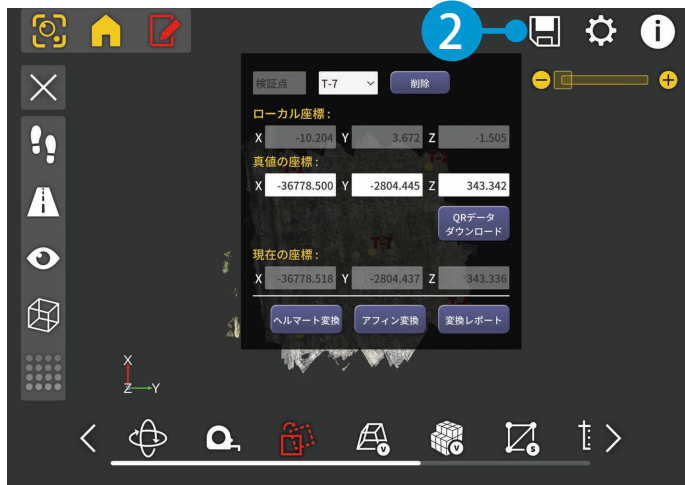 2
検証点 T-7 削除
ローカル座標：
X -10.204 Y 3.672 Z -1.505
真値の座標：
X -36778.500 Y -2804.445 Z 343.342
QRデータ
ダウンロード
T-7
現在の座標：
X -36778.518 Y -2804.437 Z 343.336
ヘルマート変換 アフィン変換 変換レポート
X
Z Y
V V S